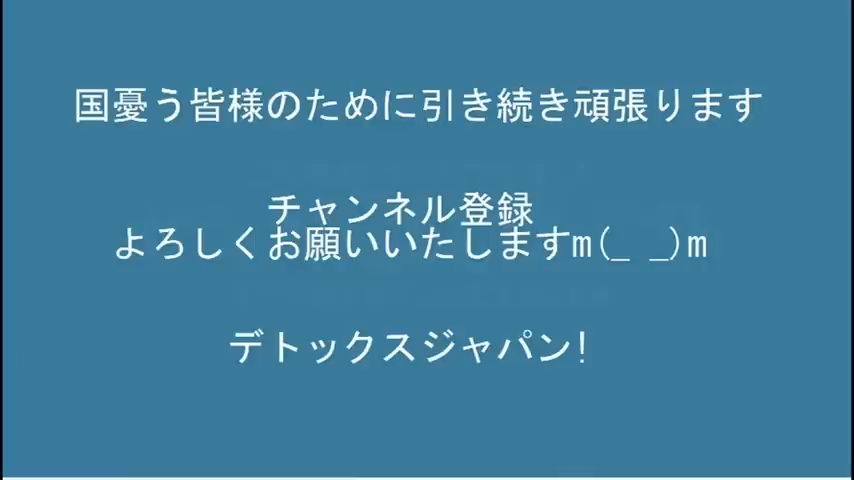 国憂う皆様のために引き続き頑張ります
チャンネル登録
よろしくお願いいたしますm(_ _)m
デトックスジャパン!